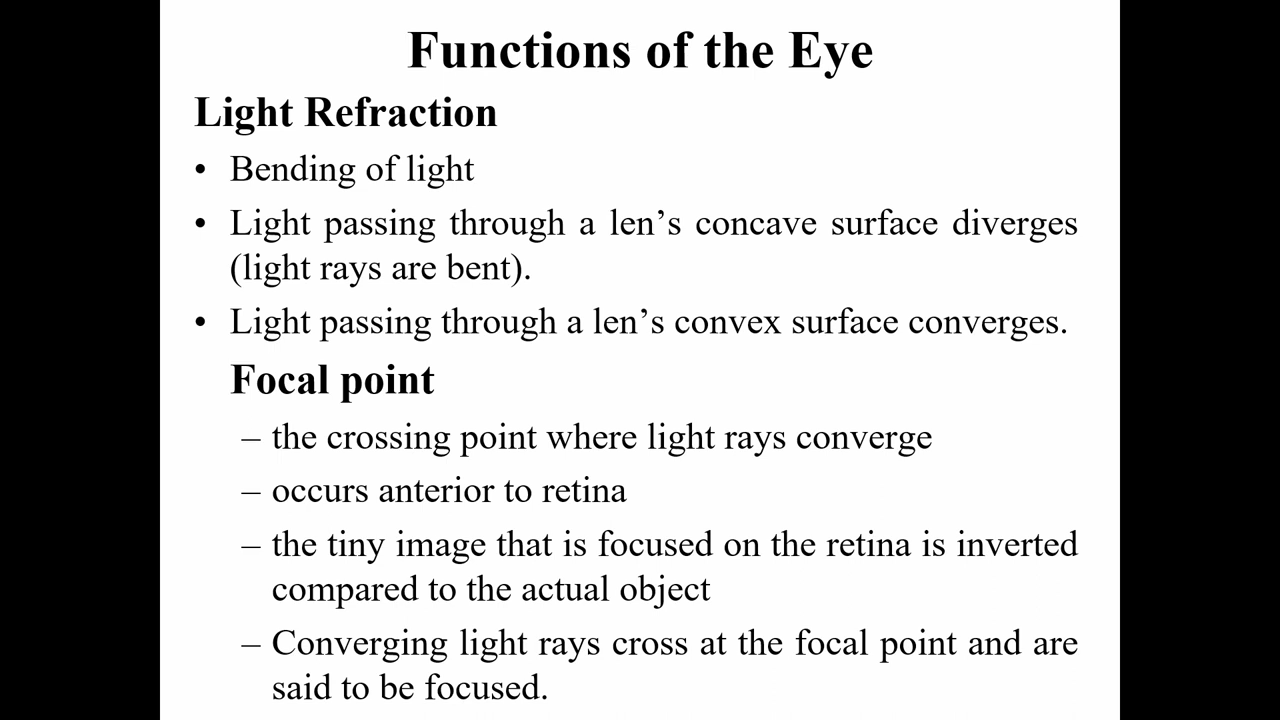 Functions of the Eye
Light Refraction
• Bending of light
• Light passing through a len’s concave surface diverges
(light rays are bent).
• Light passing through a len’s convex surface converges.
Focal point
– the crossing point where light rays converge
– occurs anterior to retina
– the tiny image that is focused on the retina is inverted
compared to the actual object
– Converging light rays cross at the focal point and are
said to be focused.